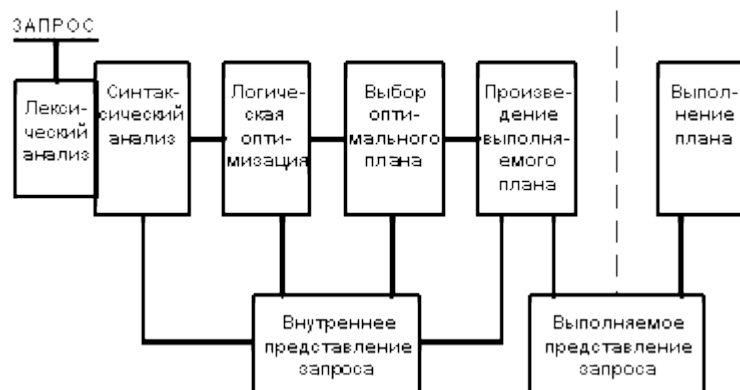 ЗАПРОС
Лекси-
ческий
анализ
Синтак-
сический
анализ
Логиче-
ская
опти-
мизация
Выбор
опти-
мального
плана
Произве-
дение
выполня-
емого
плана
Выпол-
нение
плана
Внутреннее
представление
запроса
Выполняемое
представление
запроса